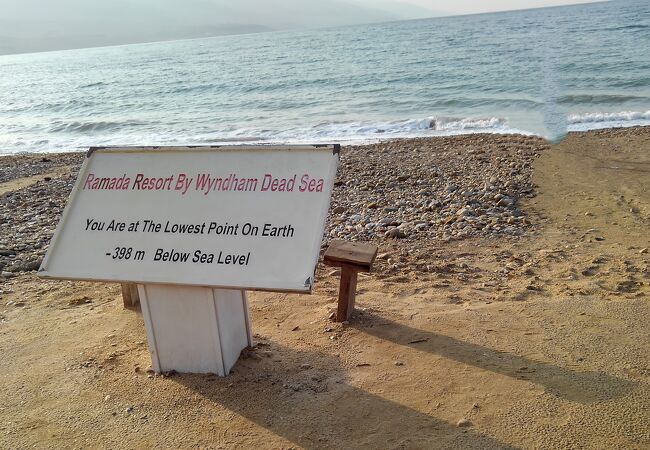 Ramada Resort By Wyndham Dead Sea
You Are at The Lowest Point On Earth
-398 m Below Sea Level